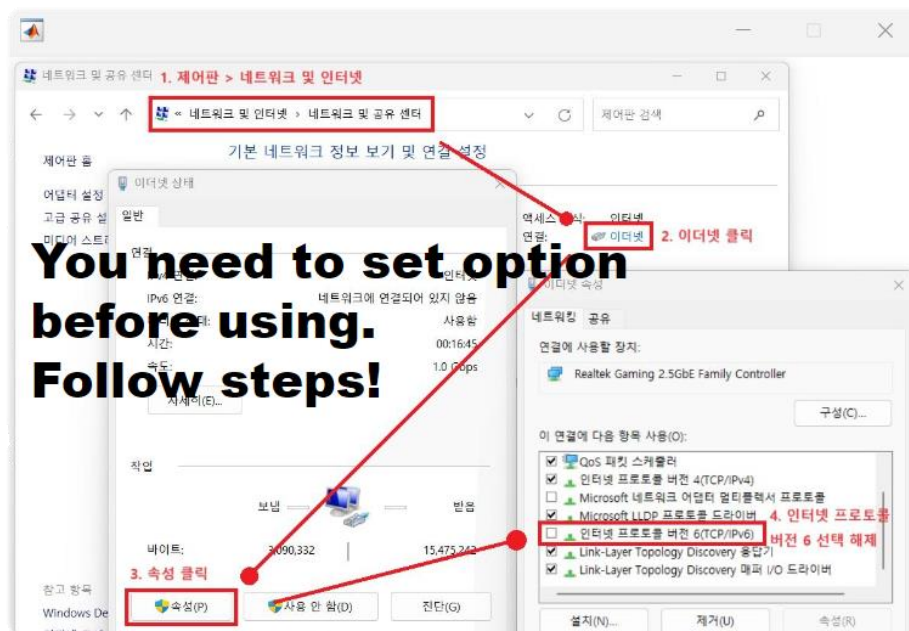 네트워크 및 공유 센터
1. 제어판 > 네트워크 및 인터넷
« 네트워크 및 인터넷 › 네트워크 및 공유 센터
제어판 검색
제어판 홈
기본 네트워크 정보 보기 및 연결 설정
어댑터 설정
고급 공유 설
미디어 스트리
이더넷 상태
일반
액세스
인터넷
연결:
이더넷
2. 이더넷 클릭
You need to set option
before using.
Follow steps!
연결
IPv6 연결:
네트워크에 연결되어 있지 않음
사용함
시간:
00:16:45
속도:
1.0 Gbps
자세히(E)...
작업
보냄
받음
바이트:
3,090,332
15,475,242
3. 속성 클릭
속성(P)
사용 안 함(D)
진단(G)
참고 항목
Windows De
이더넷 속성
네트워킹
공유
연결에 사용할 장치:
Realtek Gaming 2.5GbE Family Controller
구성(C)...
이 연결에 다음 항목 사용(O):
QoS 패킷 스케줄러
인터넷 프로토콜 버전 4(TCP/IPv4)
Microsoft 네트워크 어댑터 멀티플렉서 프로토콜
Microsoft LLDP 프로토콜 드라이버
4. 인터넷 프로토콜
인터넷 프로토콜 버전 6(TCP/IPv6)
버전 6 선택 해제
Link-Layer Topology Discovery 응답기
Link-Layer Topology Discovery 매퍼 I/O 드라이버
설치(N)...
제거(U)
속성(R)